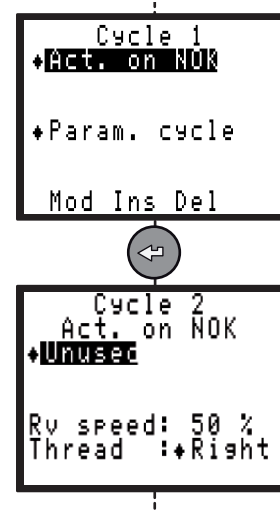 Cycle 1
♦Act. on NOK
♦Param. cycle
Mod Ins Del
Cycle 2
Act. on NOK
♦Unused
Rv speed: 50 %
Thread :♦Right